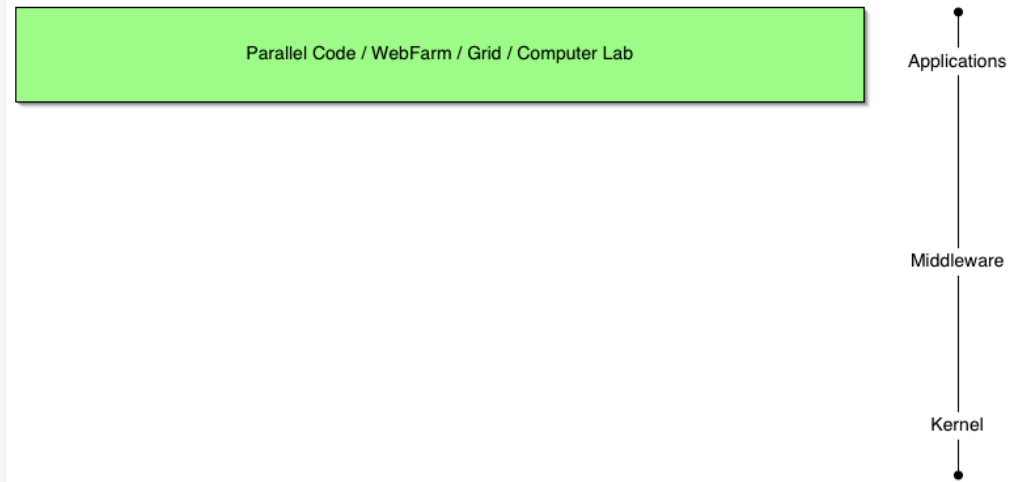 Parallel Code / WebFarm / Grid / Computer Lab
Applications
Middleware
Kernel